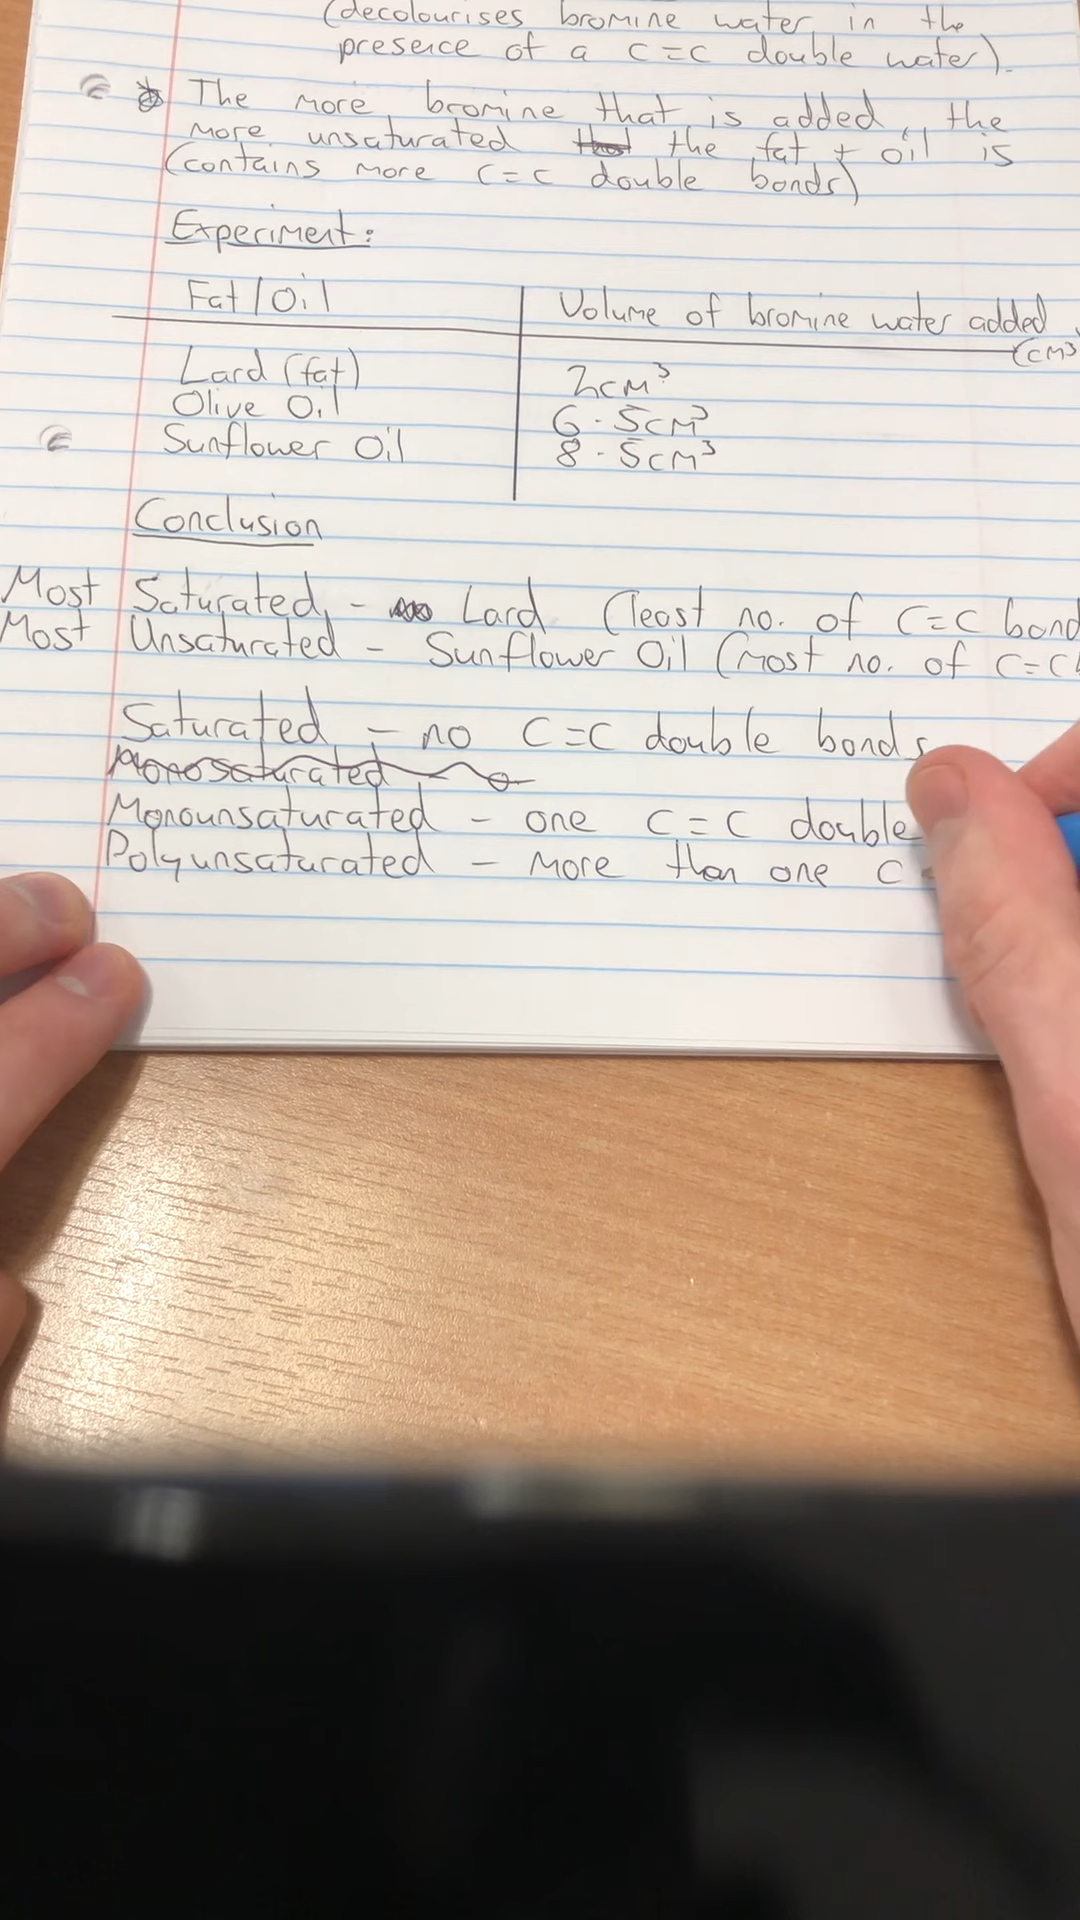 (decolourises bromine water in the
presence of a C=C double water).
* The more bromine that is added, the
more unsaturated the fat + oil is
(contains more C=C double bonds)
Experiment:
Fat/Oil Volume of bromine water added
(cm³
Lard (fat) 2cm³
Olive Oil 6.5cm³
Sunflower Oil 8.5cm³
Conclusion
Most Saturated - Lard (least no. of C=C bond
Most Unsaturated - Sunflower Oil (most no. of C=C
Saturated - no C=C double bonds
Monosaturated -
Monounsaturated - one C=C double
Polyunsaturated - more than one C